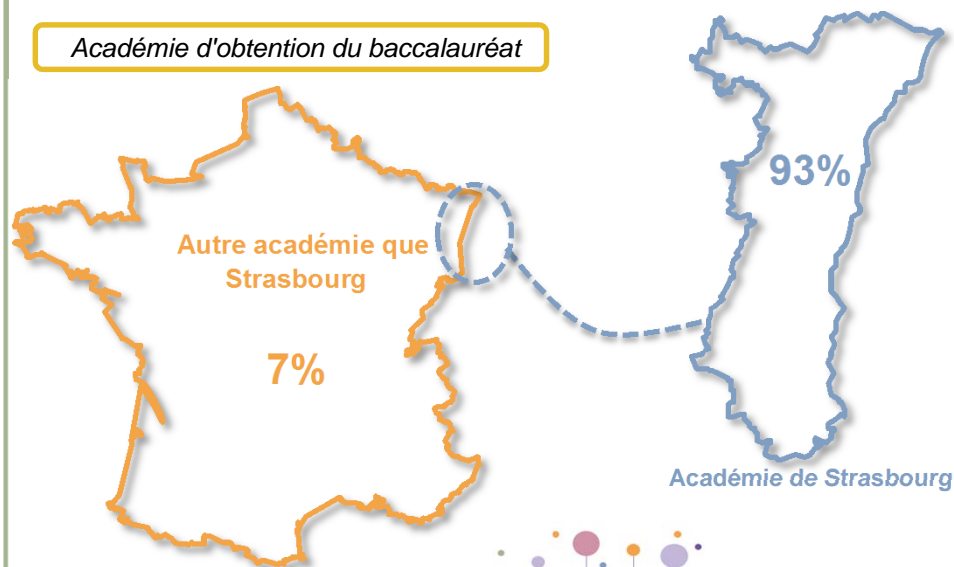 Académie d'obtention du baccalauréat
93%
Autre académie que
Strasbourg
7%
Académie de Strasbourg